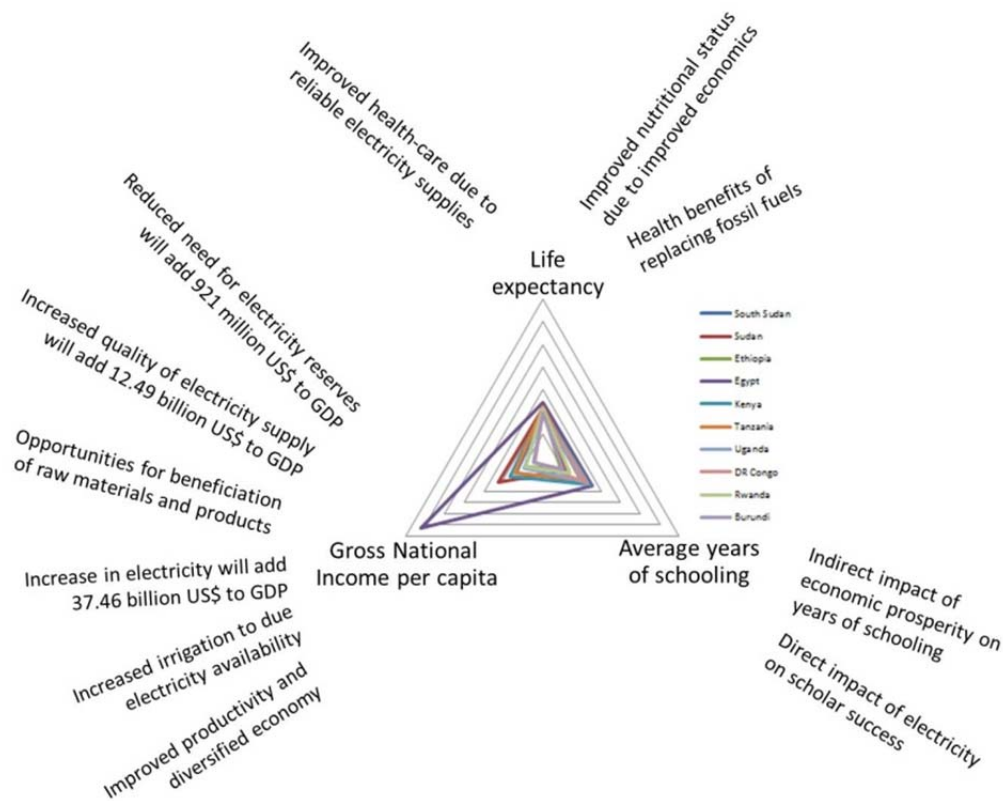 Improved nutritional status
due to improved economics
Improved health-care due to
reliable electricity supplies
Health benefits of
replacing fossil fuels
Reduced need for electricity reserves
will add 921 million US$ to GDP
Life
expectancy
Increased quality of electricity supply
will add 12.49 billion US$ to GDP
South Sudan
Sudan
Ethiopia
Egypt
Kenya
Tanzania
Uganda
DR Congo
Rwanda
Burundi
Opportunities for beneficiation
of raw materials and products
Gross National
Income per capita
Average years
of schooling
Increase in electricity will add
37.46 billion US$ to GDP
Indirect impact of
economic prosperity on
years of schooling
Increased irrigation to due
electricity availability
Direct impact of electricity
on scholar success
Improved productivity and
diversified economy